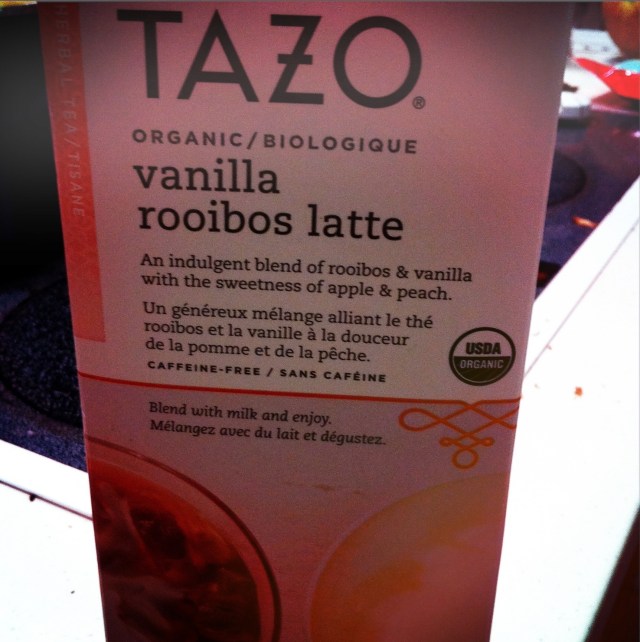 HERBAL TEA/TISANE
TAZO®
ORGANIC/BIOLOGIQUE
vanilla
rooibos latte
An indulgent blend of rooibos & vanilla
with the sweetness of apple & peach.
Un généreux mélange alliant le thé
rooibos et la vanille à la douceur
de la pomme et de la pêche.
CAFFEINE-FREE / SANS CAFÉINE
USDA
ORGANIC
Blend with milk and enjoy.
Mélangez avec du lait et dégustez.